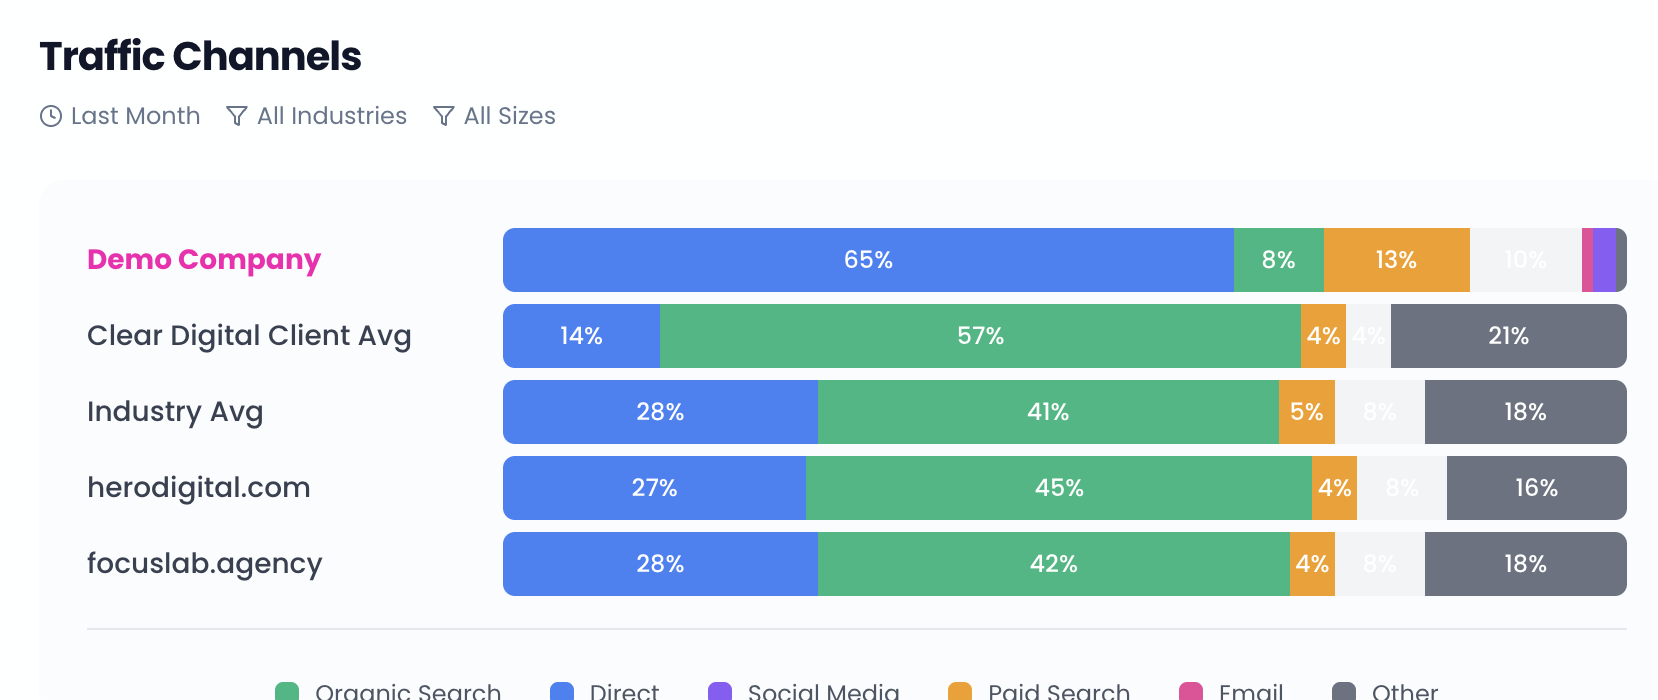 Traffic Channels
Last Month All Industries All Sizes
Demo Company 65% 8% 13% 10%
Clear Digital Client Avg 14% 57% 4% 4% 21%
Industry Avg 28% 41% 5% 8% 18%
herodigital.com 27% 45% 4% 8% 16%
focuslab.agency 28% 42% 4% 8% 18%
Organic Search Direct Social Media Paid Search Email Other